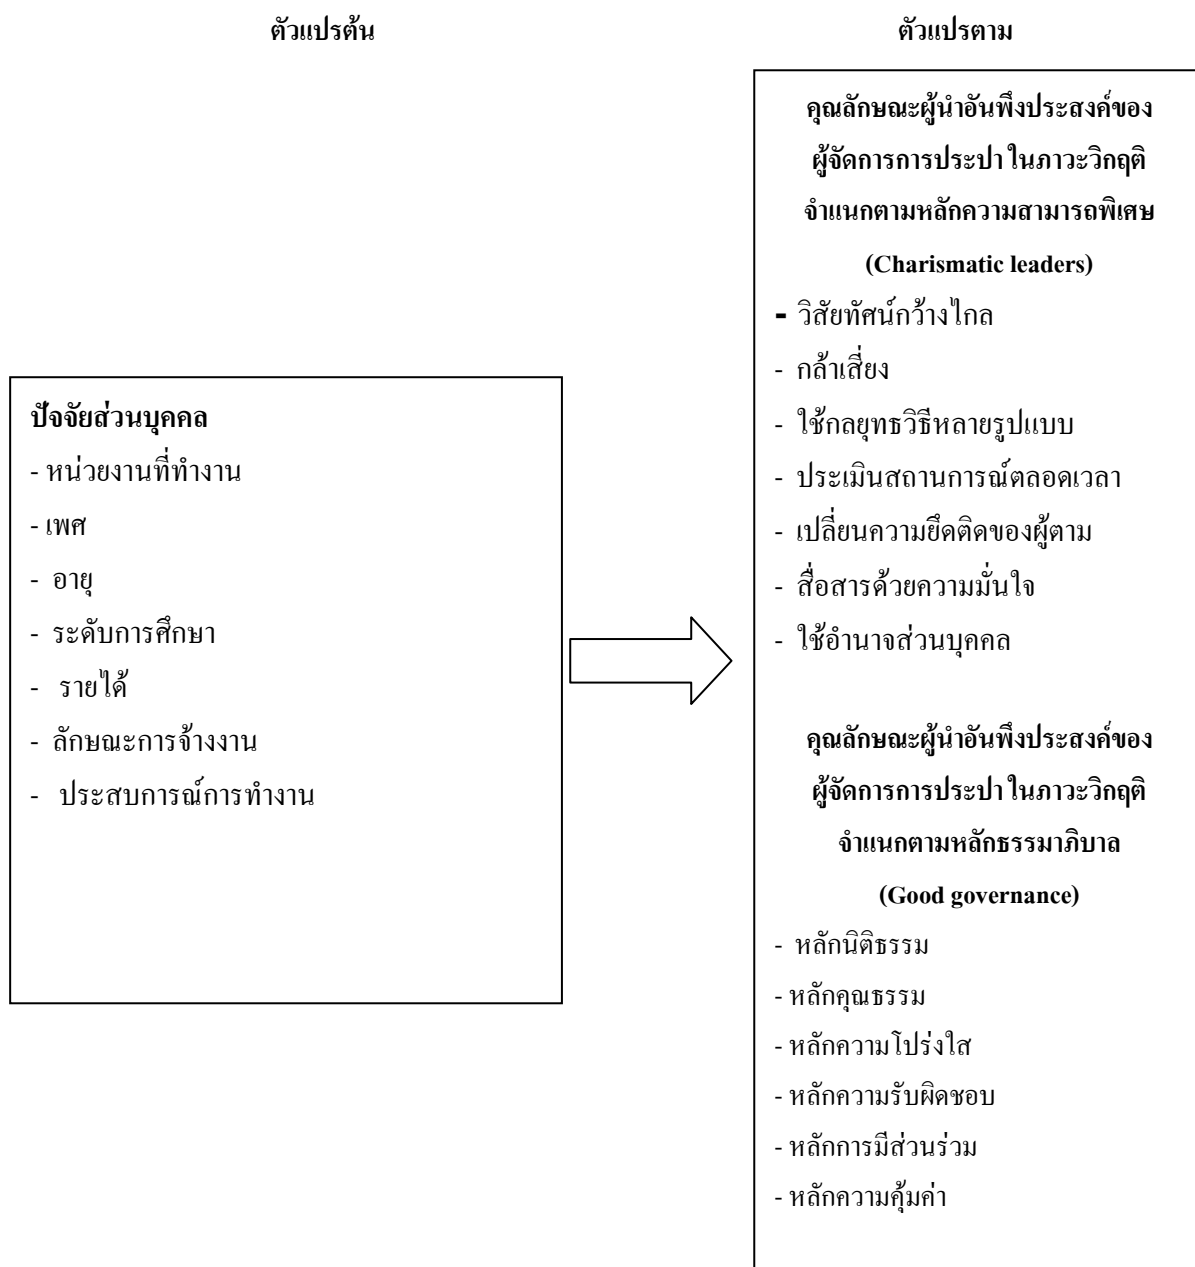 ตัวแปรต้น
ตัวแปรตาม
ปัจจัยส่วนบุคคล
- หน่วยงานที่ทำงาน
- เพศ
- อายุ
- ระดับการศึกษา
- รายได้
- ลักษณะการจ้างงาน
- ประสบการณ์การทำงาน
คุณลักษณะผู้นำอันพึงประสงค์ของ
ผู้จัดการการประปา ในภาวะวิกฤติ
จำแนกตามหลักความสามารถพิเศษ
(Charismatic leaders)
- วิสัยทัศน์กว้างไกล
- กล้าเสี่ยง
- ใช้กลยุทธวิธีหลายรูปแบบ
- ประเมินสถานการณ์ตลอดเวลา
- เปลี่ยนความยึดติดของผู้ตาม
- สื่อสารด้วยความมั่นใจ
- ใช้อำนาจส่วนบุคคล
คุณลักษณะผู้นำอันพึงประสงค์ของ
ผู้จัดการการประปา ในภาวะวิกฤติ
จำแนกตามหลักธรรมาภิบาล
(Good governance)
- หลักนิติธรรม
- หลักคุณธรรม
- หลักความโปร่งใส
- หลักความรับผิดชอบ
- หลักการมีส่วนร่วม
- หลักความคุ้มค่า